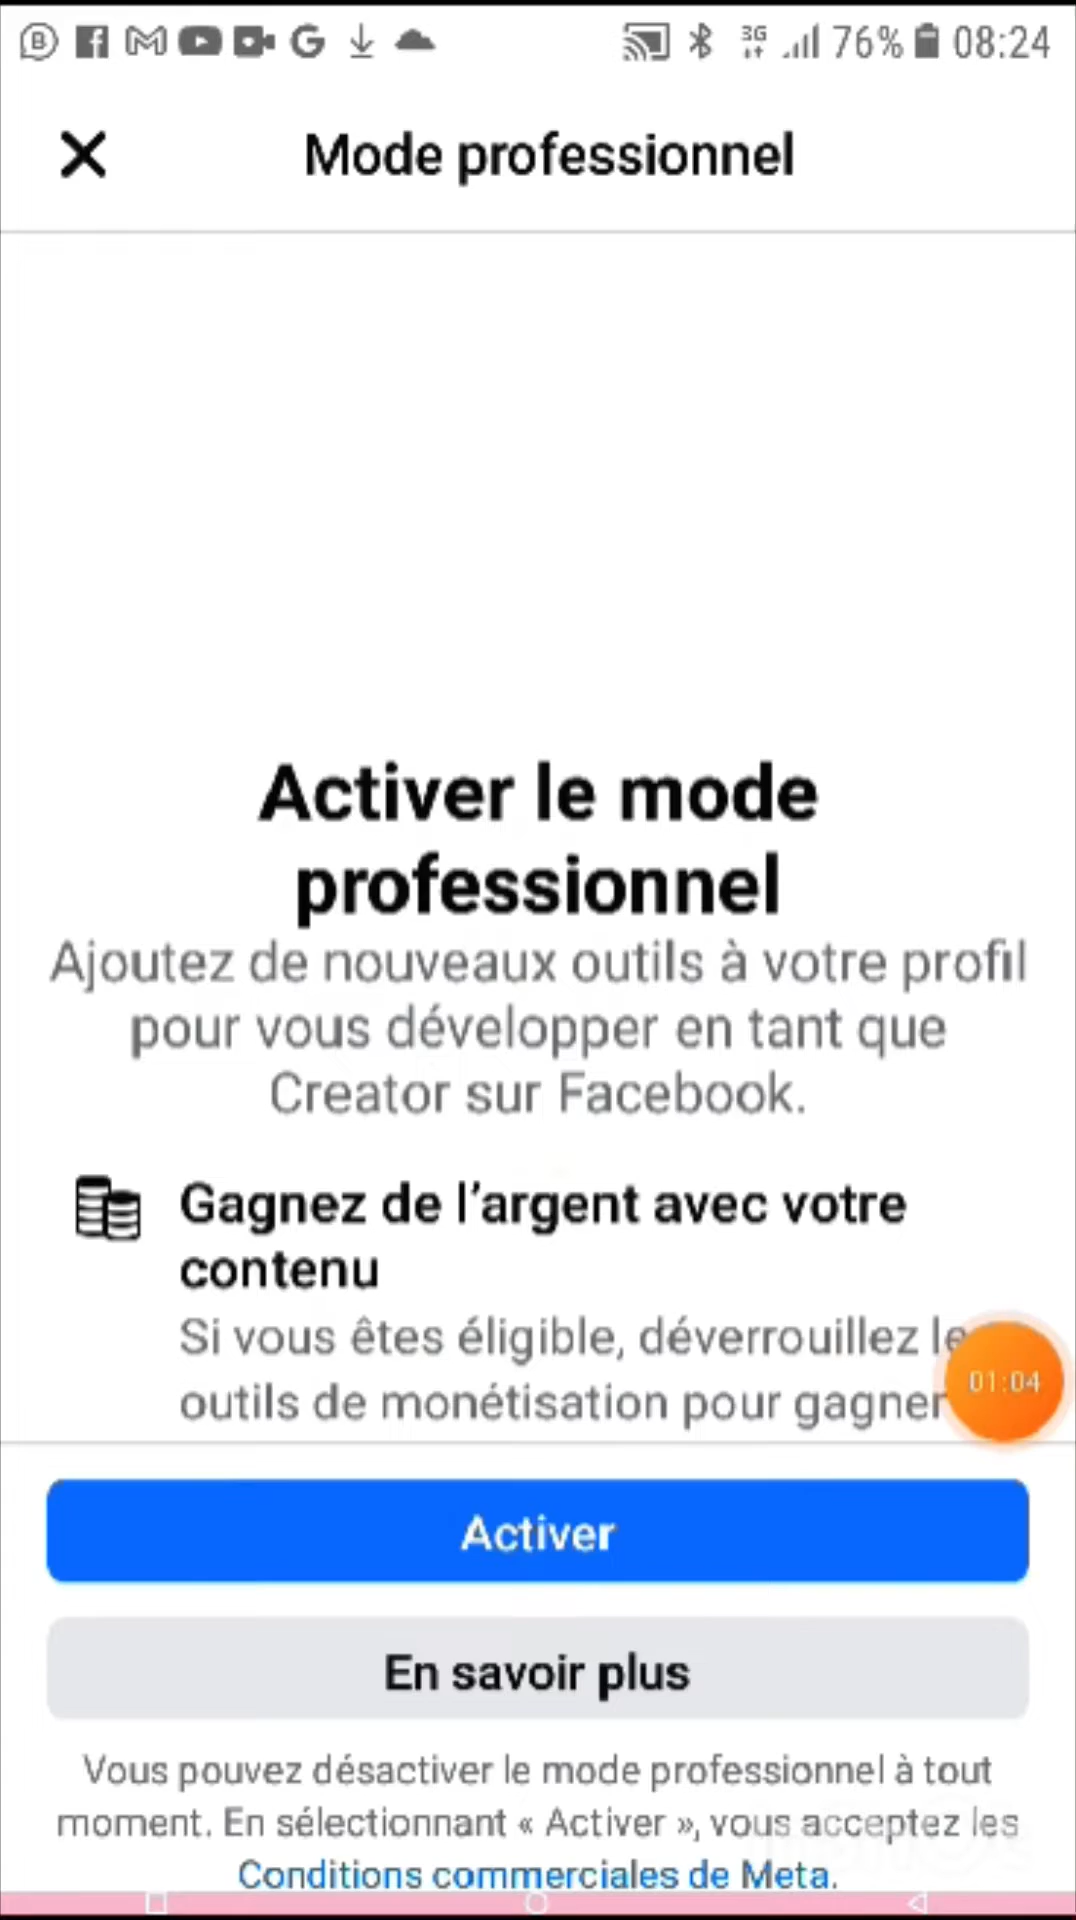 3G 76% 08:24
Mode professionnel
Activer le mode
professionnel
Ajoutez de nouveaux outils à votre profil
pour vous développer en tant que
Creator sur Facebook.
Gagnez de l’argent avec votre
contenu
Si vous êtes éligible, déverrouillez le
outils de monétisation pour gagner
01:04
Activer
En savoir plus
Vous pouvez désactiver le mode professionnel à tout
moment. En sélectionnant « Activer », vous acceptez les
Conditions commerciales de Meta.